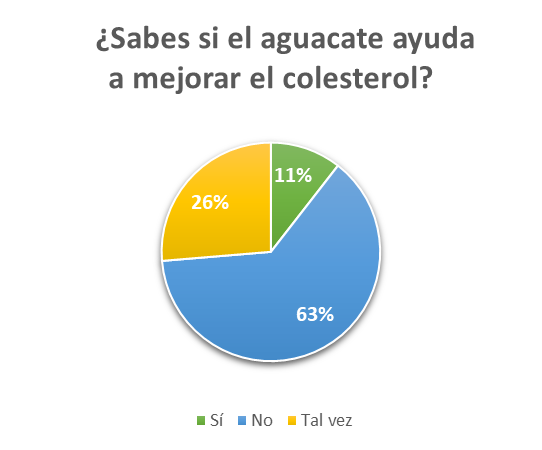 ¿Sabes si el aguacate ayuda
a mejorar el colesterol?
11%
26%
63%
Sí No Tal vez